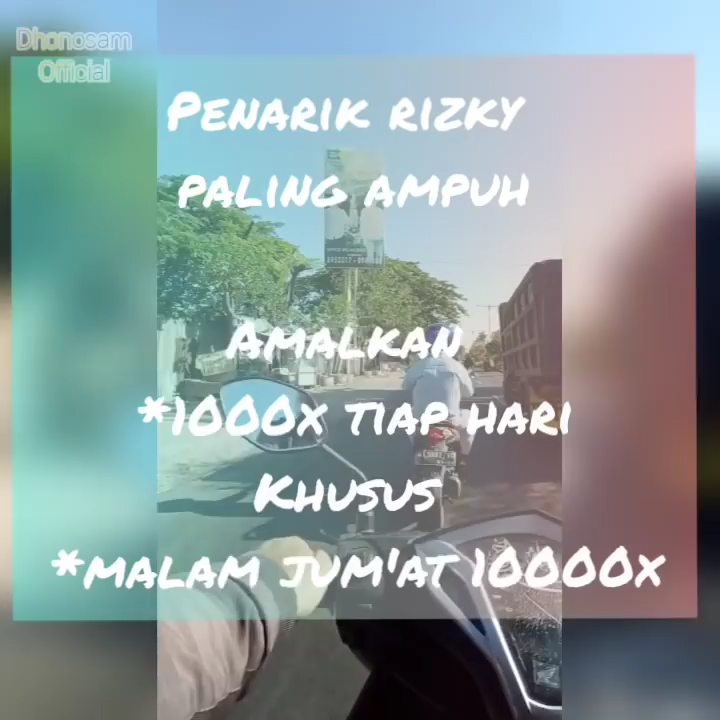 Dhonosam
Official
Penarik rizky
paling ampuh
Amalkan
*1000x tiap hari
Khusus
*malam jum'at 10000x